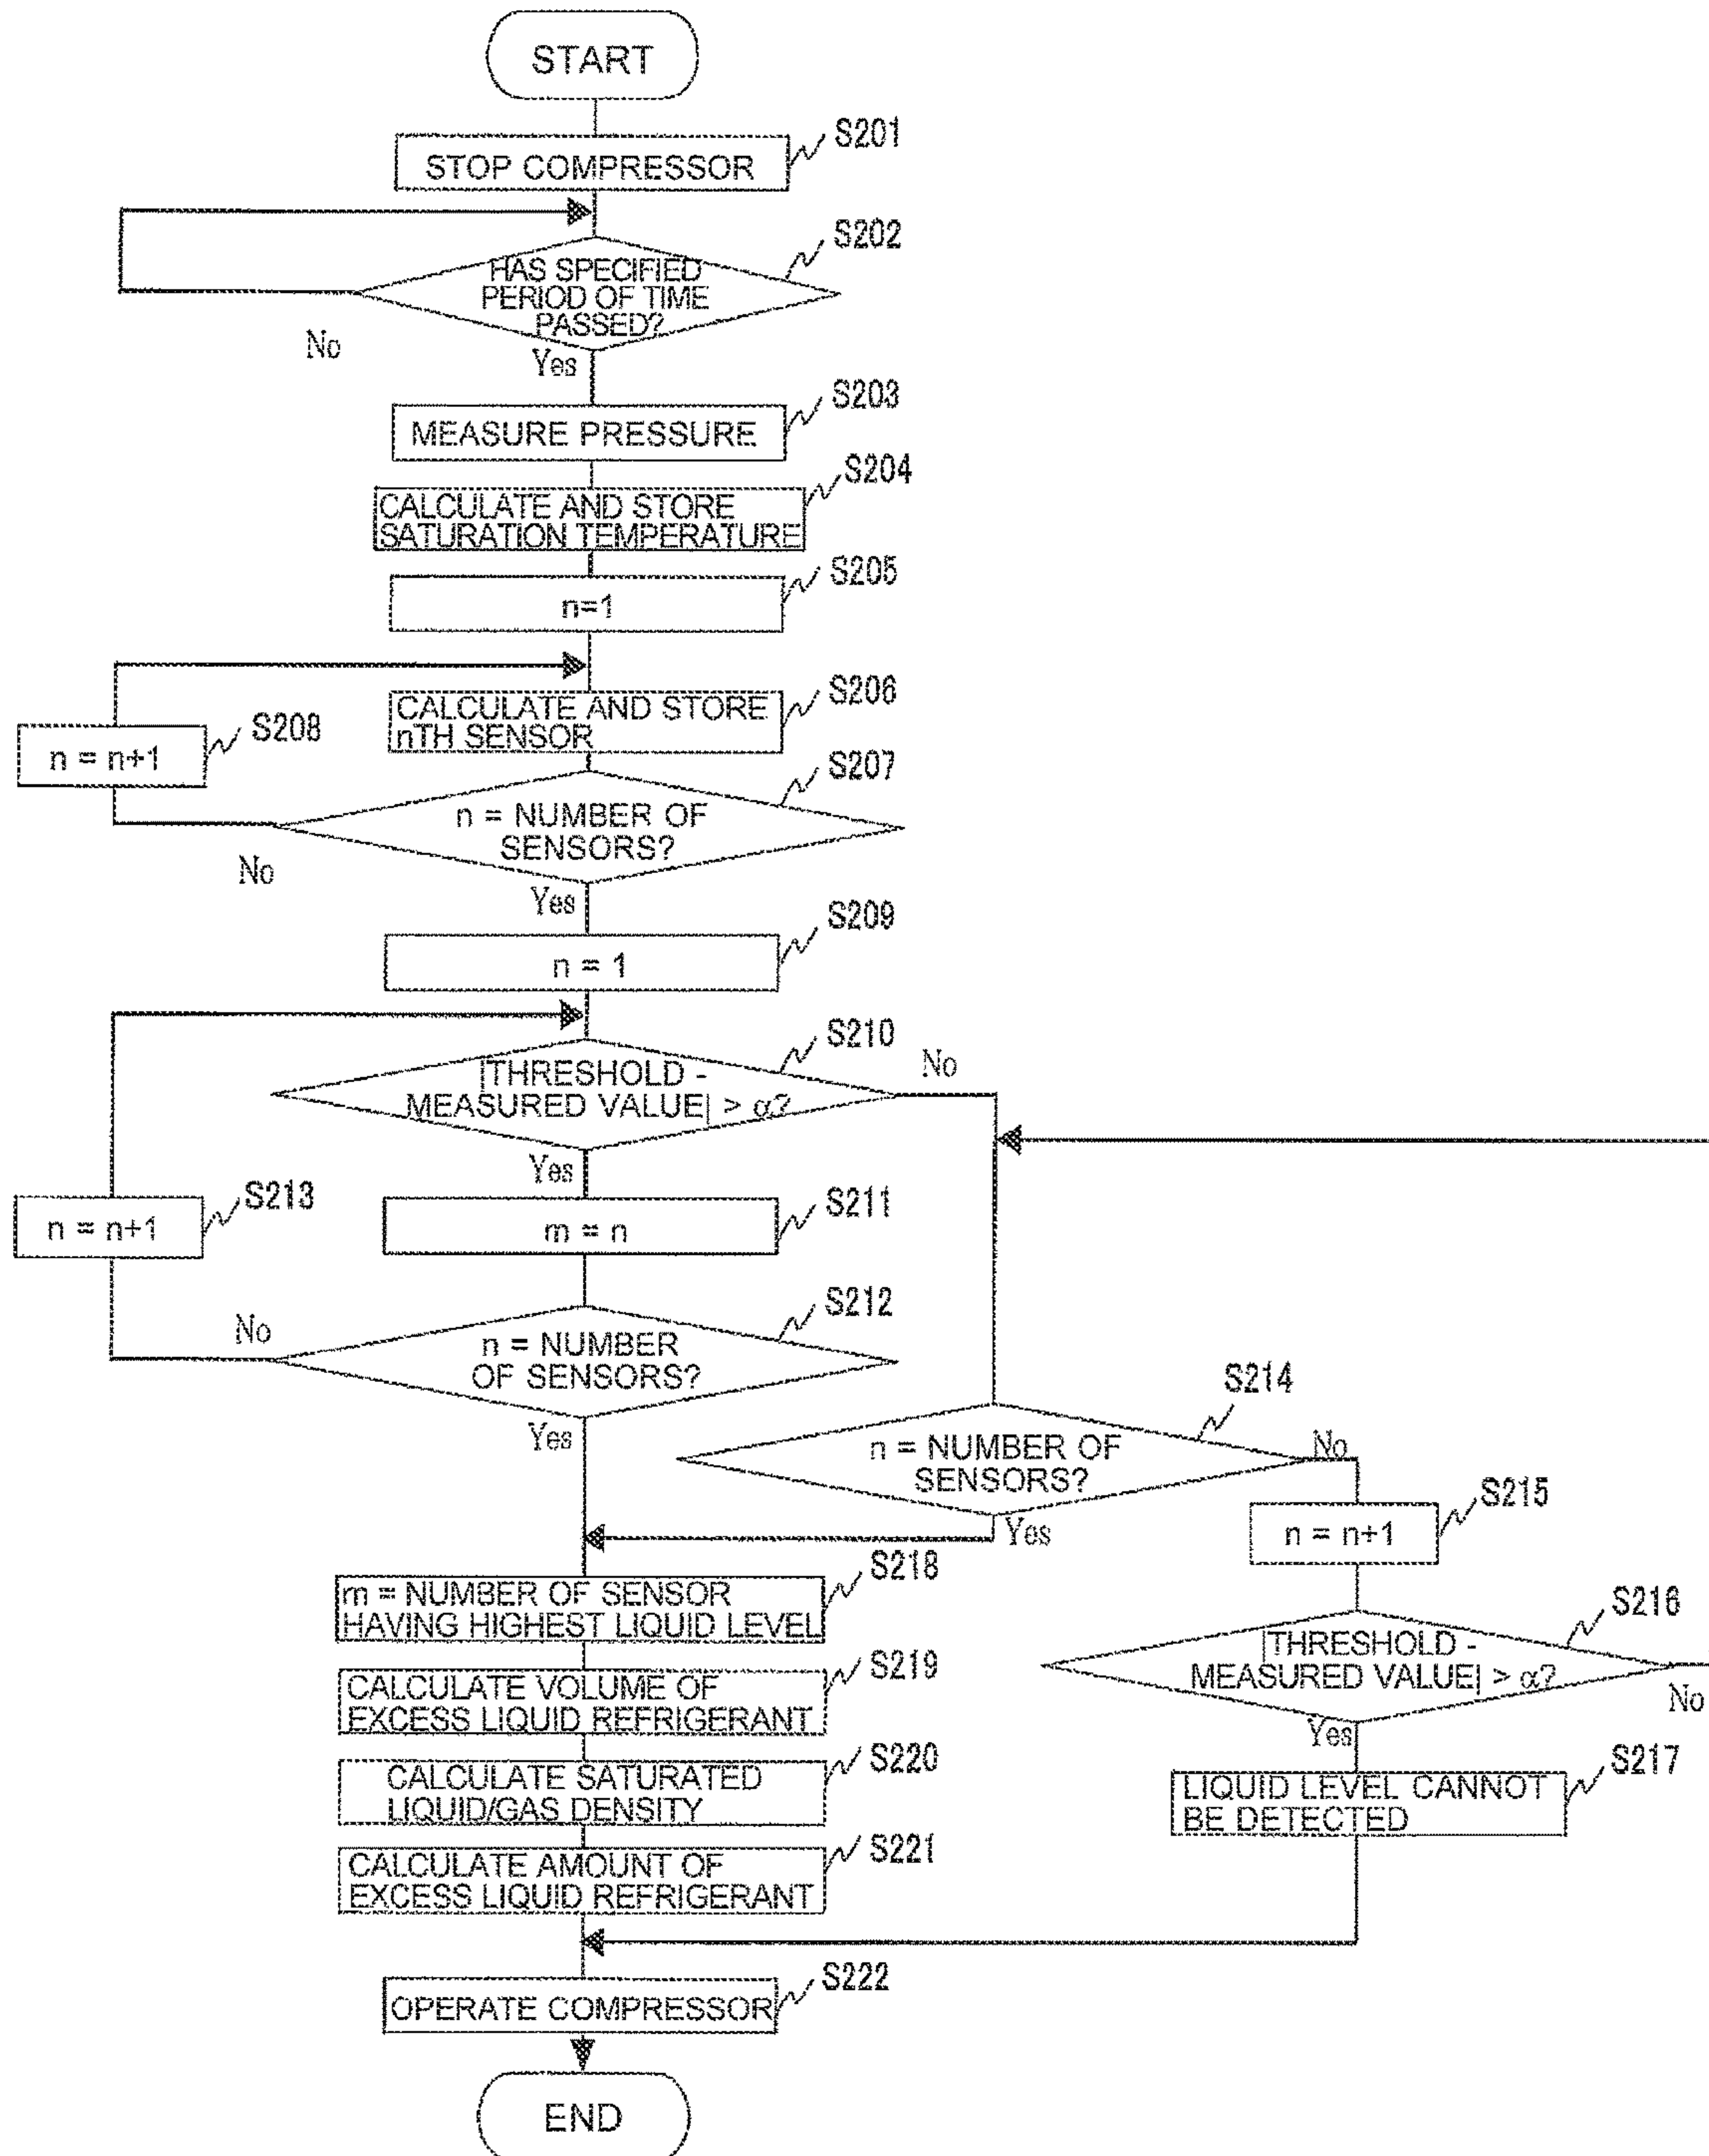 START
STOP COMPRESSOR
S201
HAS SPECIFIED
PERIOD OF TIME
PASSED?
S202
No
Yes
MEASURE PRESSURE
S203
CALCULATE AND STORE
SATURATION TEMPERATURE
S204
n=1
S205
CALCULATE AND STORE
nTH SENSOR
S206
n = n+1
S208
n = NUMBER OF
SENSORS?
S207
No
Yes
n = 1
S209
|THRESHOLD -
MEASURED VALUE| > α?
S210
No
Yes
n = n+1
S213
m = n
S211
n = NUMBER
OF SENSORS?
S212
No
Yes
n = NUMBER OF
SENSORS?
S214
No
Yes
n = n+1
S215
m = NUMBER OF SENSOR
HAVING HIGHEST LIQUID LEVEL
S218
|THRESHOLD -
MEASURED VALUE| > α?
S216
No
Yes
CALCULATE VOLUME OF
EXCESS LIQUID REFRIGERANT
S219
CALCULATE SATURATED
LIQUID/GAS DENSITY
S220
LIQUID LEVEL CANNOT
BE DETECTED
S217
CALCULATE AMOUNT OF
EXCESS LIQUID REFRIGERANT
S221
OPERATE COMPRESSOR
S222
END